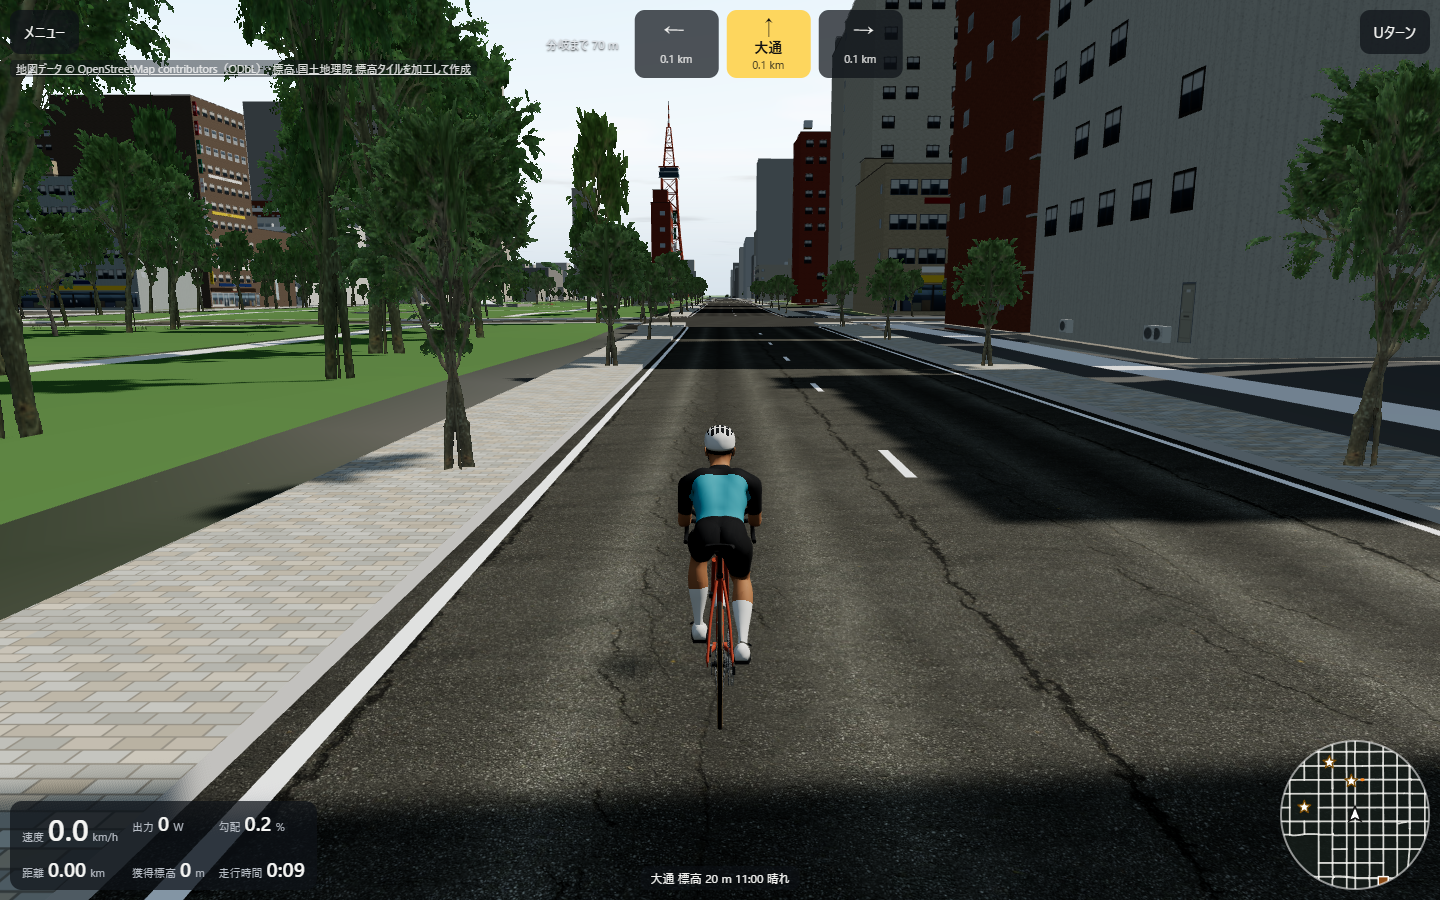 メニュー
地図データ © OpenStreetMap contributors（ODbL）・標高:国土地理院 標高タイルを加工して作成
分岐まで 70 m
←
0.1 km
↑
大通
0.1 km
→
0.1 km
Uターン
速度 0.0 km/h
出力 0 W
勾配 0.2 %
距離 0.00 km
獲得標高 0 m
走行時間 0:09
大通 標高 20 m 11:00 晴れ